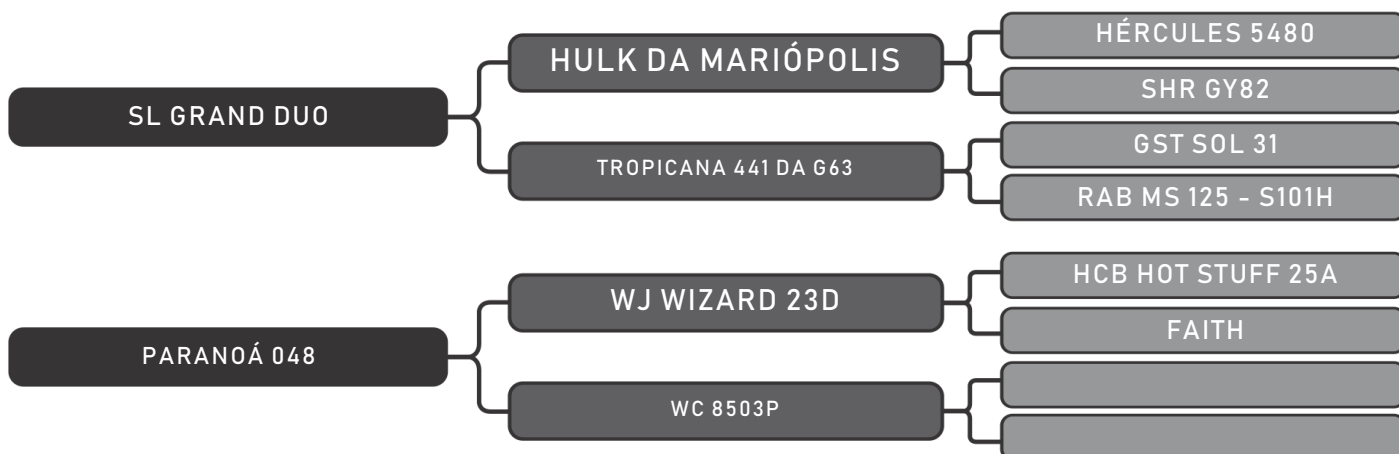 SL GRAND DUO
HULK DA MARIÓPOLIS
HÉRCULES 5480
SHR GY82
TROPICANA 441 DA G63
GST SOL 31
RAB MS 125 - S101H
PARANOÁ 048
WJ WIZARD 23D
HCB HOT STUFF 25A
FAITH
WC 8503P